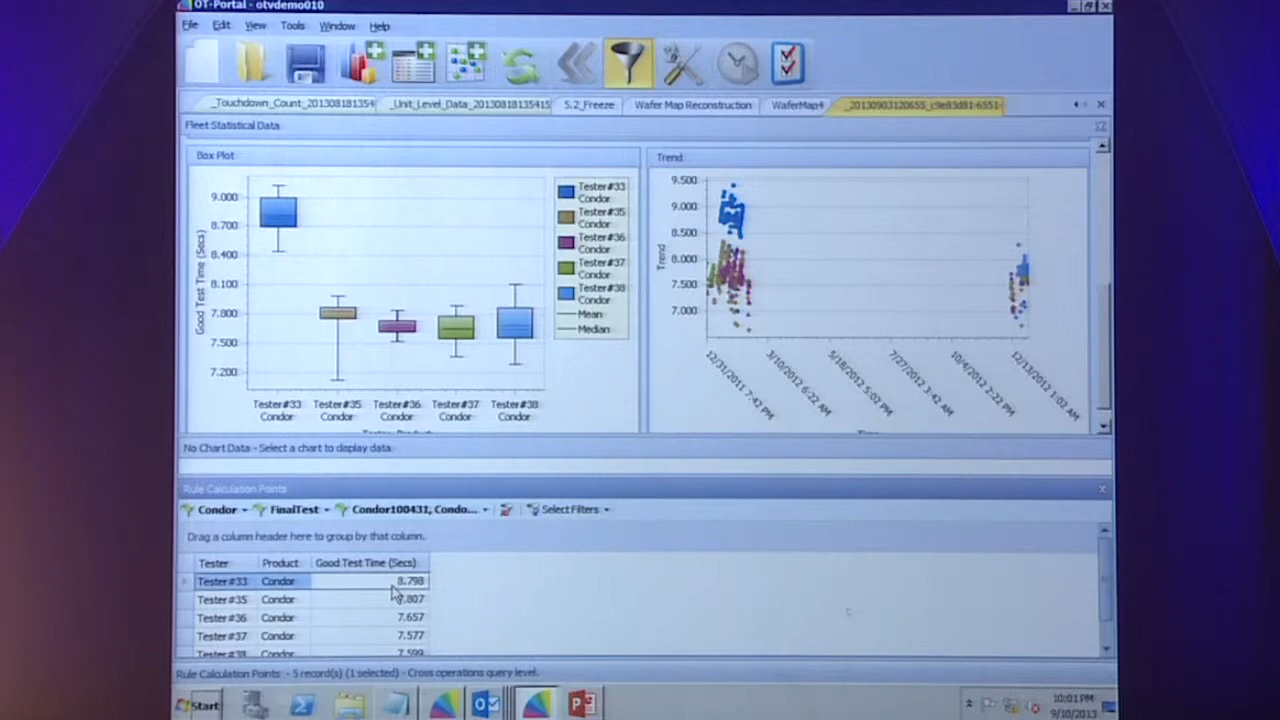 OT-Portal - otvdemo010
File Edit View Tools Window Help
_Touchdown_Count_201308181354 _Unit_Level_Data_20130818135415 5.2_Freeze Wafer Map Reconstruction WaferMap4 _20130903120655_c9e83d81-6551-
Fleet Statistical Data
Box Plot
Good Test Time (Secs)
9.000
8.700
8.400
8.100
7.800
7.500
7.200
Tester#33 Tester#35 Tester#36 Tester#37 Tester#38
Condor Condor Condor Condor Condor
Tester#33
Condor
Tester#35
Condor
Tester#36
Condor
Tester#37
Condor
Tester#38
Condor
Mean
Median
Trend
Trend
9.500
9.000
8.500
8.000
7.500
7.000
12/31/2011 7:42 PM
3/10/2012 6:22 AM
5/18/2012 5:02 PM
7/27/2012 3:42 AM
10/4/2012 2:22 PM
12/13/2012 1:02 AM
No Chart Data - Select a chart to display data.
Rule Calculation Points
Condor FinalTest Condor100431, Condo... Select Filters
Drag a column header here to group by that column.
Tester Product Good Test Time (Secs)
Tester#33 Condor 8.798
Tester#35 Condor 7.807
Tester#36 Condor 7.657
Tester#37 Condor 7.577
Tester#38 Condor 7.599
Rule Calculation Points - 5 record(s) (1 selected) - Cross operations query level.
Start
10:01 PM
9/10/2013